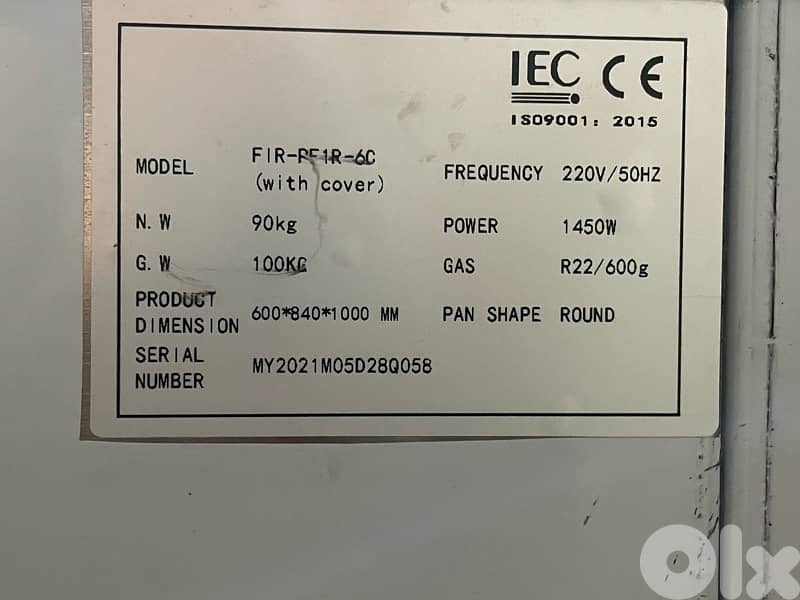 IEC CE
ISO9001: 2015
MODEL FIR-PF1R-6C (with cover) FREQUENCY 220V/50HZ
N.W 90kg POWER 1450W
G.W 100KG GAS R22/600g
PRODUCT DIMENSION 600*840*1000 MM PAN SHAPE ROUND
SERIAL NUMBER MY2021M05D28Q058
olx